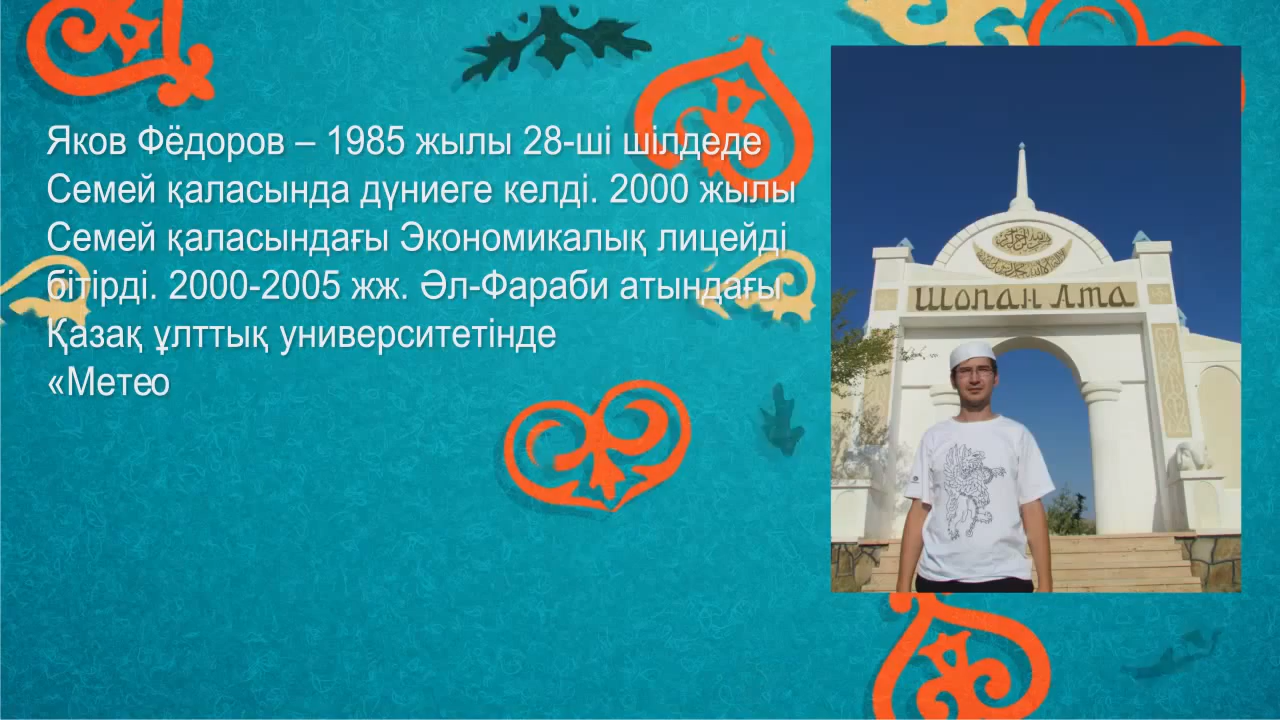 Яков Фёдоров – 1985 жылы 28-ші шілдеде
Семей қаласында дүниеге келді. 2000 жылы
Семей қаласындағы Экономикалық лицейді
бітірді. 2000-2005 жж. Әл-Фараби атындағы
Қазақ ұлттық университетінде
«Метео
Шопан Ата